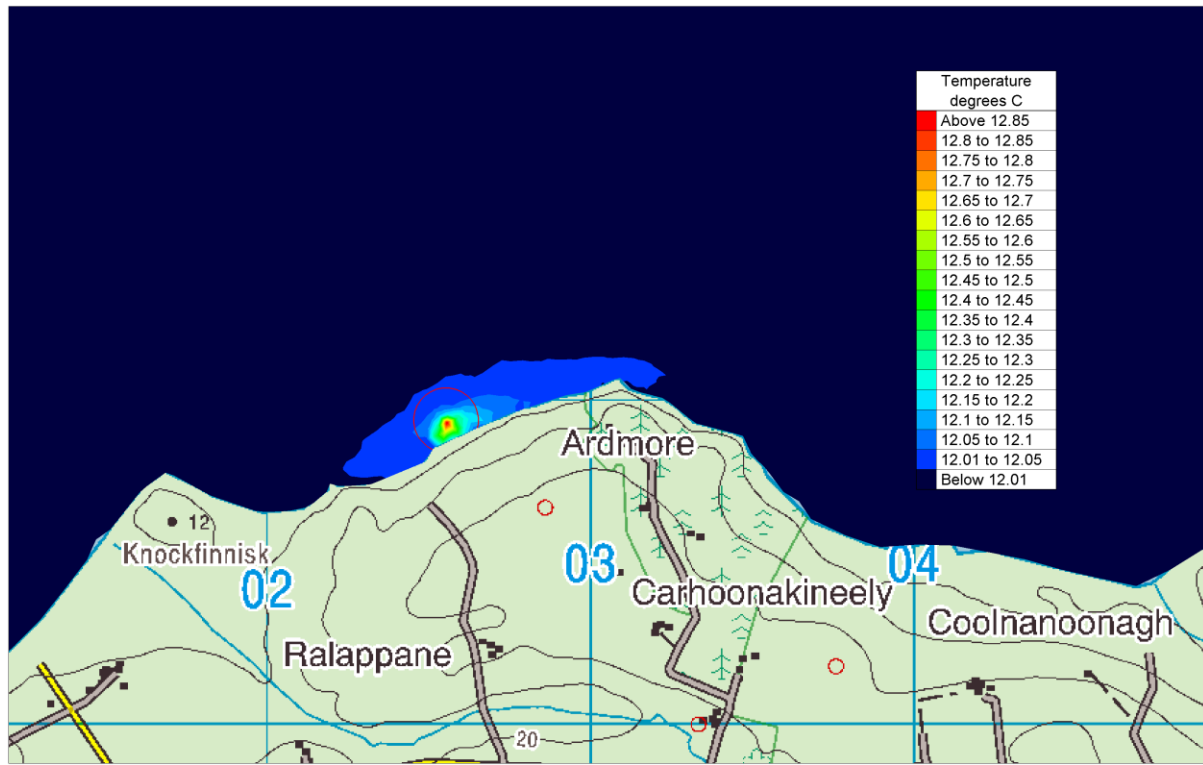 Temperature
degrees C
Above 12.85
12.8 to 12.85
12.75 to 12.8
12.7 to 12.75
12.65 to 12.7
12.6 to 12.65
12.55 to 12.6
12.5 to 12.55
12.45 to 12.5
12.4 to 12.45
12.35 to 12.4
12.3 to 12.35
12.25 to 12.3
12.2 to 12.25
12.15 to 12.2
12.1 to 12.15
12.05 to 12.1
12.01 to 12.05
Below 12.01
Ardmore
12
Knockfinnisk
02
03
04
Carhoonakineely
Coolnanoonagh
Ralappane
20